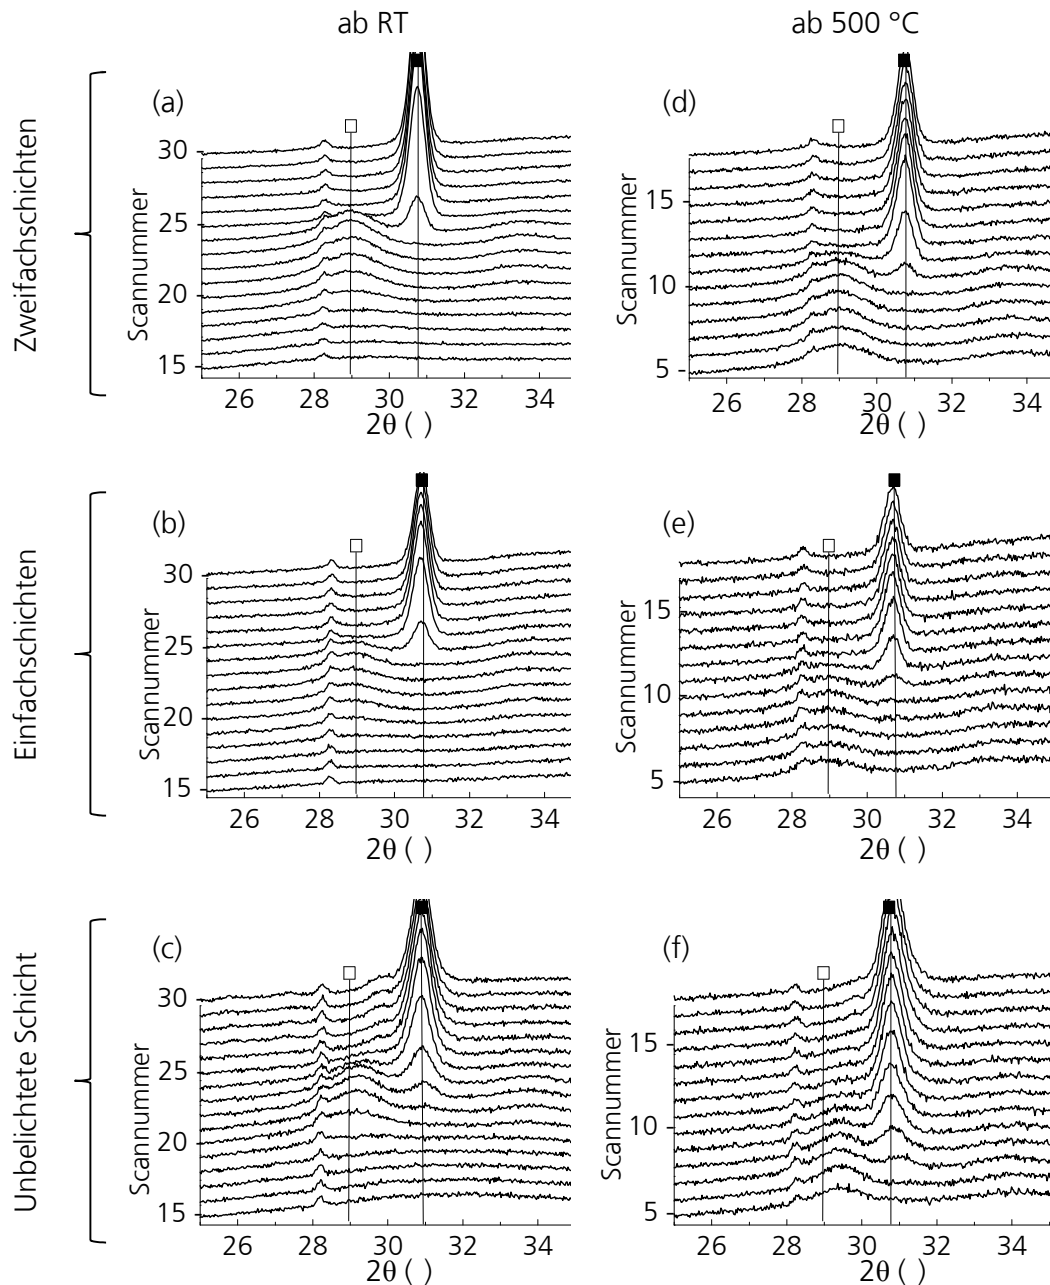 ab RT
ab 500 °C
Zweifachschichten
(a)
Scannummer
30
25
20
15
26 28 30 32 34
2θ ( )
(d)
Scannummer
15
10
5
26 28 30 32 34
2θ ( )
Einfachschichten
(b)
Scannummer
30
25
20
15
26 28 30 32 34
2θ ( )
(e)
Scannummer
15
10
5
26 28 30 32 34
2θ ( )
Unbelichtete Schicht
(c)
Scannummer
30
25
20
15
26 28 30 32 34
2θ ( )
(f)
Scannummer
15
10
5
26 28 30 32 34
2θ ( )